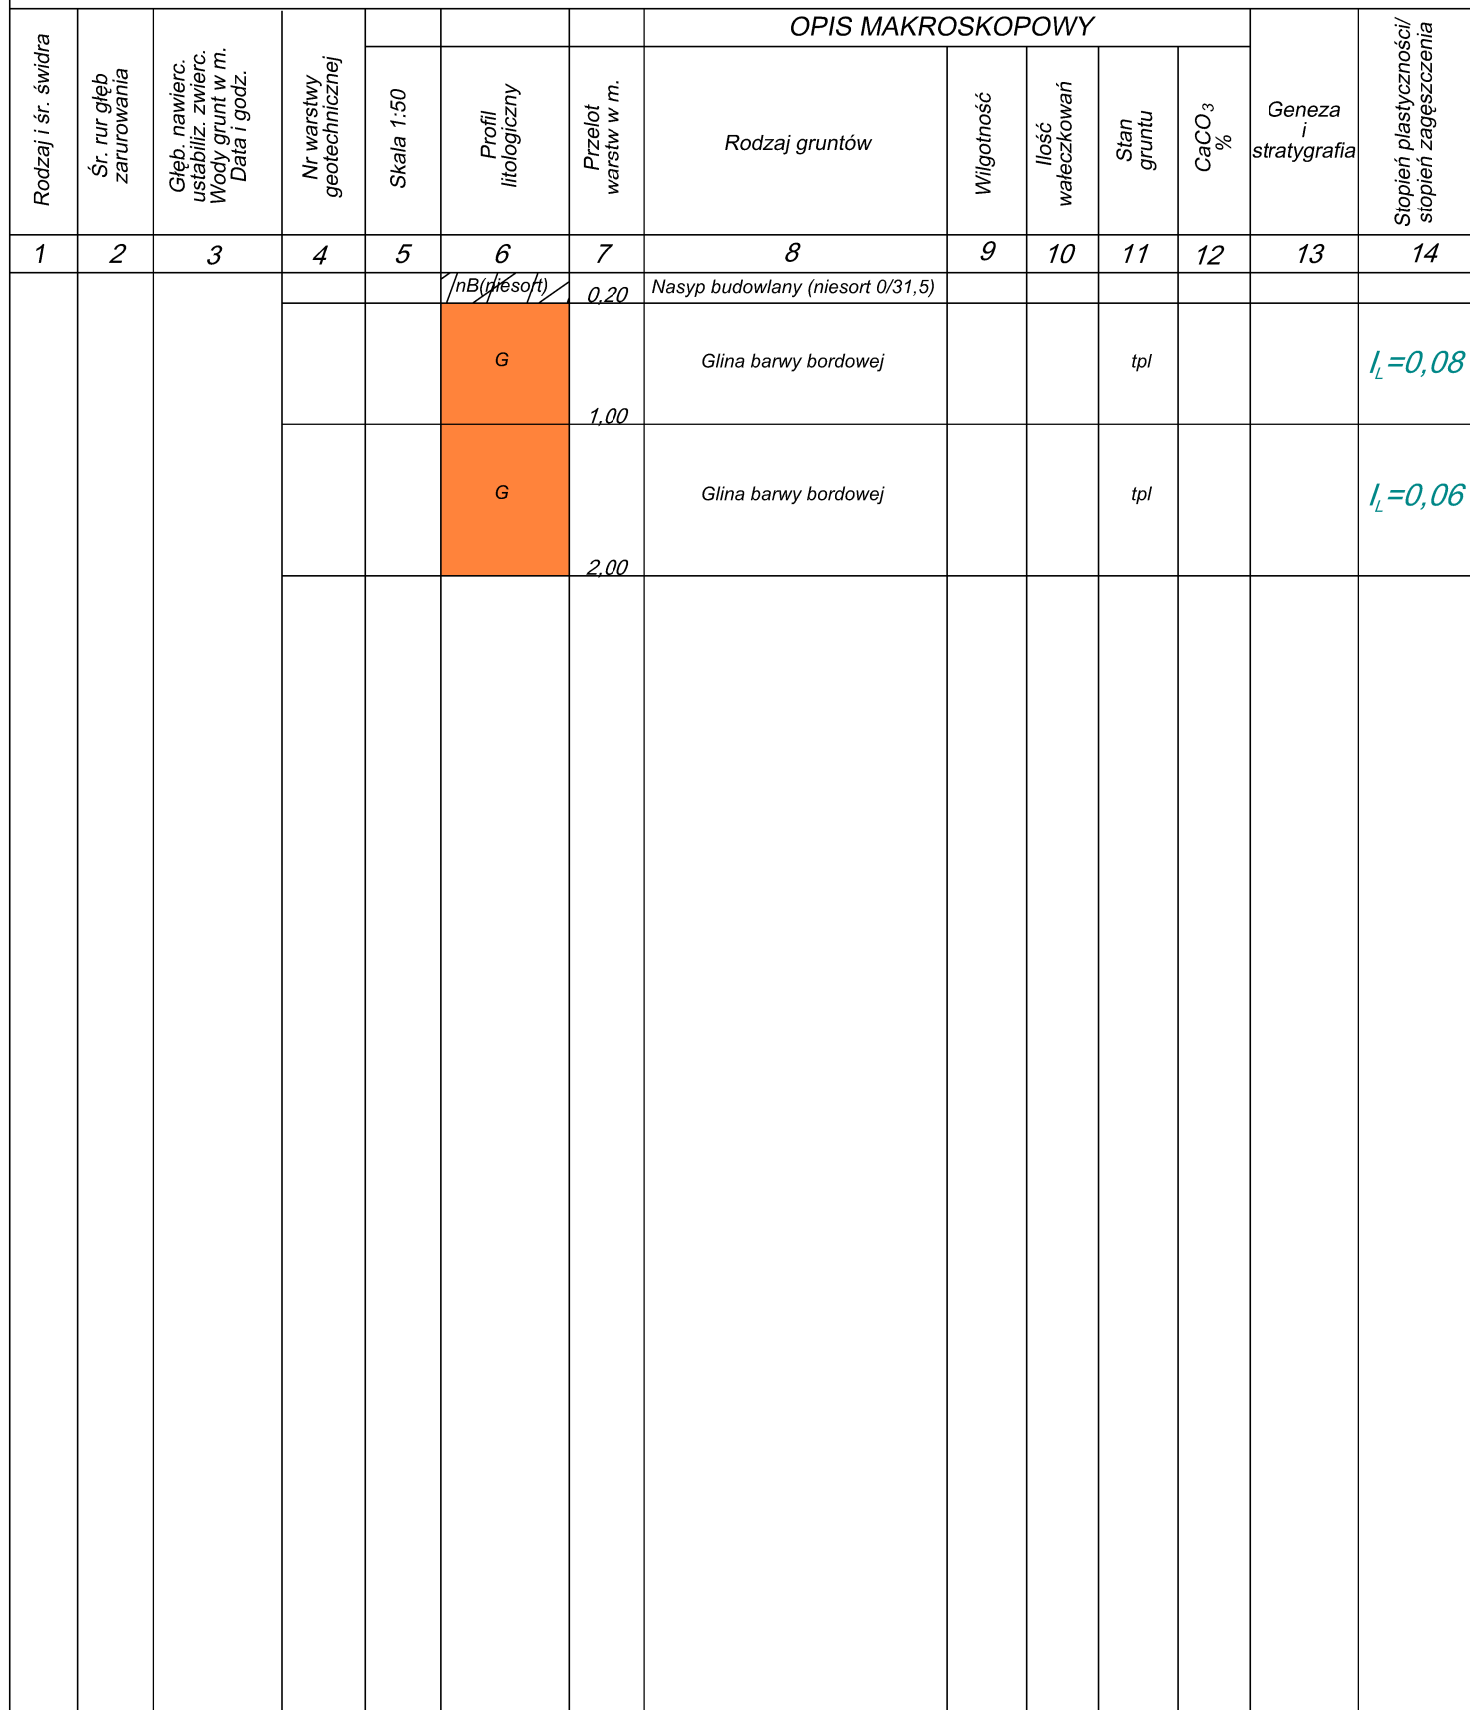 OPIS MAKROSKOPOWY
Rodzaj i śr. świdra
Śr. rur głęb
zarurowania
Głęb. nawierc.
ustabiliz. zwierc.
Wody grunt w m.
Data i godz.
Nr warstwy
geotechnicznej
Skala 1:50
Profil
litologiczny
Przelot
warstw w m.
Rodzaj gruntów
Wilgotność
Ilość
wałeczkowań
Stan
gruntu
CaCO3
%
Geneza
i
stratygrafia
Stopień plastyczności/
stopień zagęszczenia
1 2 3 4 5 6 7 8 9 10 11 12 13 14
nB(niesort) 0,20 Nasyp budowlany (niesort 0/31,5)
G Glina barwy bordowej tpl IL=0,08
1,00
G Glina barwy bordowej tpl IL=0,06
2,00